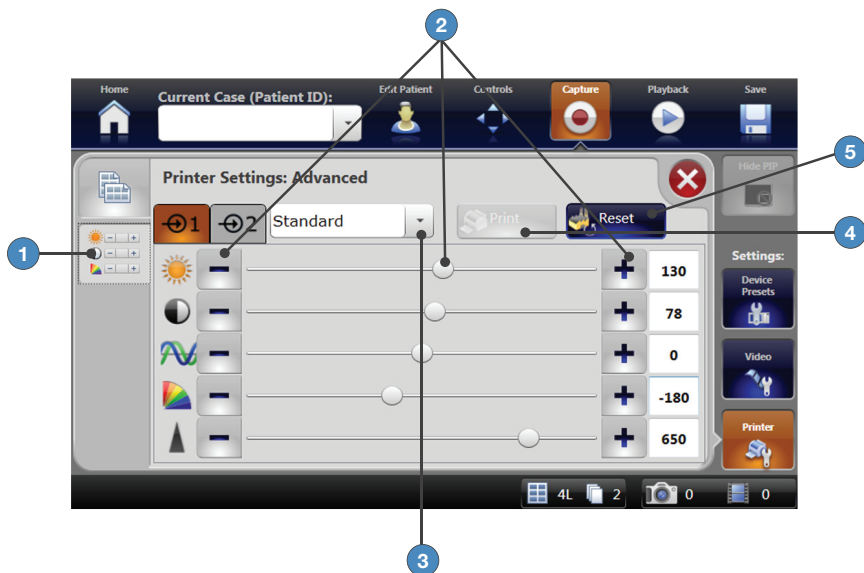 2
Home
Current Case (Patient ID):
Edit Patient
Controls
Capture
Playback
Save
5
Printer Settings: Advanced
Hide PIP
1
2
Standard
Print
Reset
4
1
130
Settings:
Device
Presets
78
0
Video
-180
650
Printer
4L
2
0
0
3